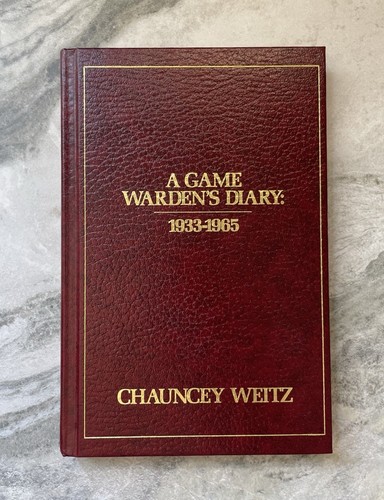 A GAME
WARDEN'S DIARY:
1933-1965
CHAUNCEY WEITZ